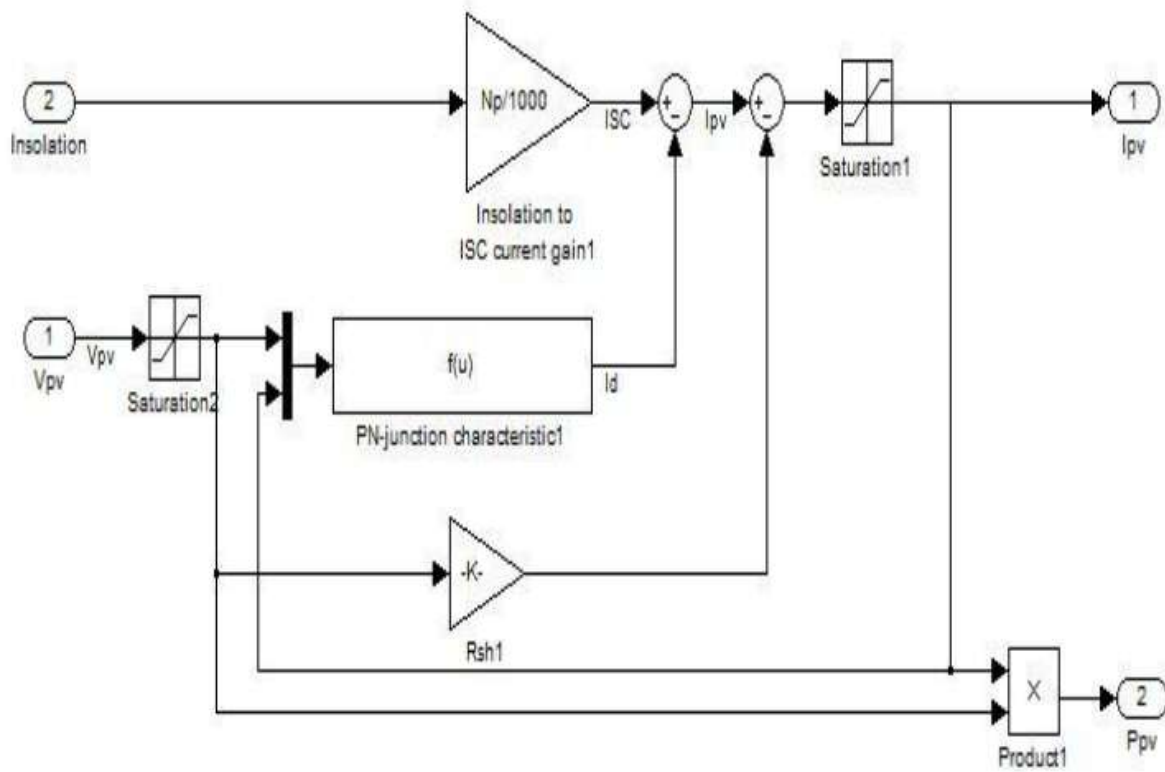 2
Insolation
Np/1000
ISC
+
−
Ipv
+
−
Saturation1
1
Ipv
Insolation to
ISC current gain1
1
Vpv
Vpv
Saturation2
f(u)
Id
PN-junction characteristic1
-K-
Rsh1
X
Product1
2
Ppv